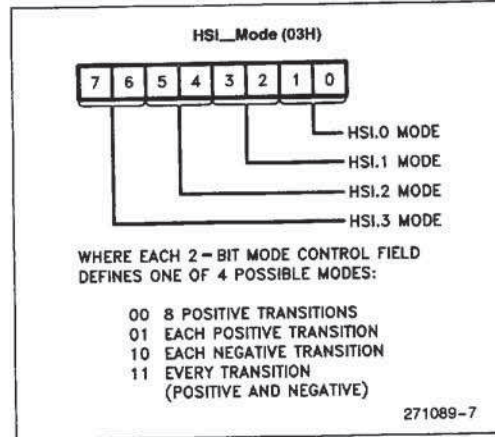 HSI__Mode (03H)
7 6 5 4 3 2 1 0
HSI.0 MODE
HSI.1 MODE
HSI.2 MODE
HSI.3 MODE
WHERE EACH 2-BIT MODE CONTROL FIELD
DEFINES ONE OF 4 POSSIBLE MODES:
00 8 POSITIVE TRANSITIONS
01 EACH POSITIVE TRANSITION
10 EACH NEGATIVE TRANSITION
11 EVERY TRANSITION
(POSITIVE AND NEGATIVE)
271089-7